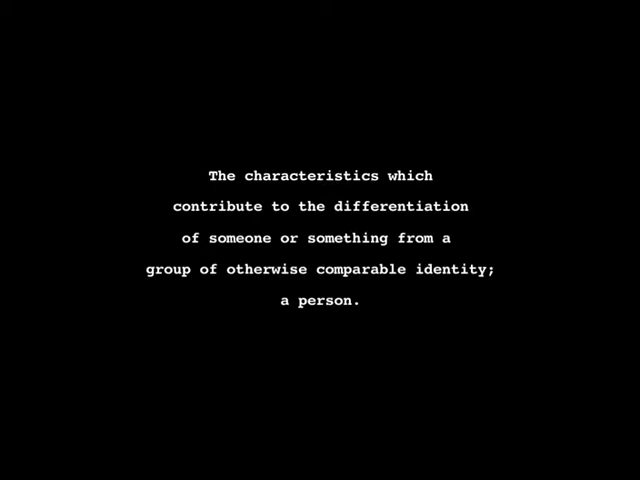 The characteristics which
contribute to the differentiation
of someone or something from a
group of otherwise comparable identity;
a person.